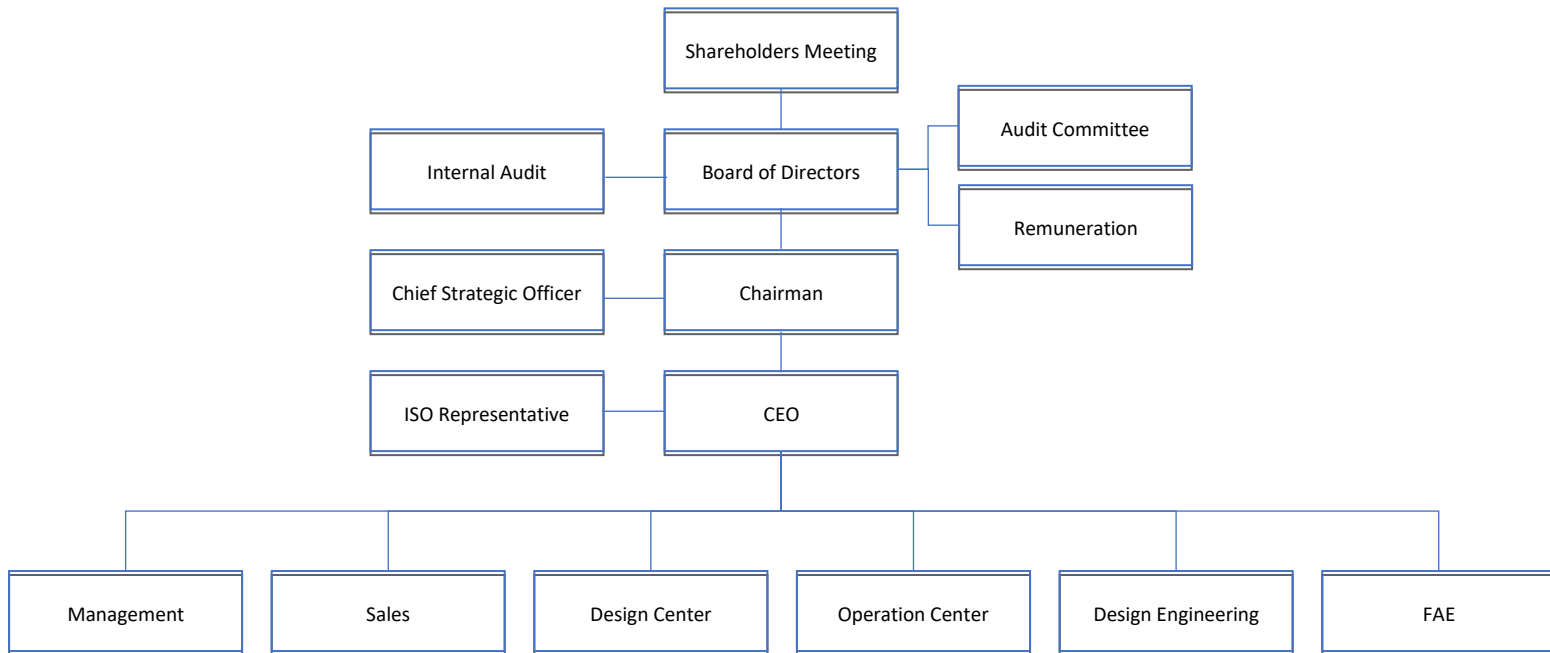 Shareholders Meeting
Audit Committee
Internal Audit
Board of Directors
Remuneration
Chief Strategic Officer
Chairman
ISO Representative
CEO
Management
Sales
Design Center
Operation Center
Design Engineering
FAE